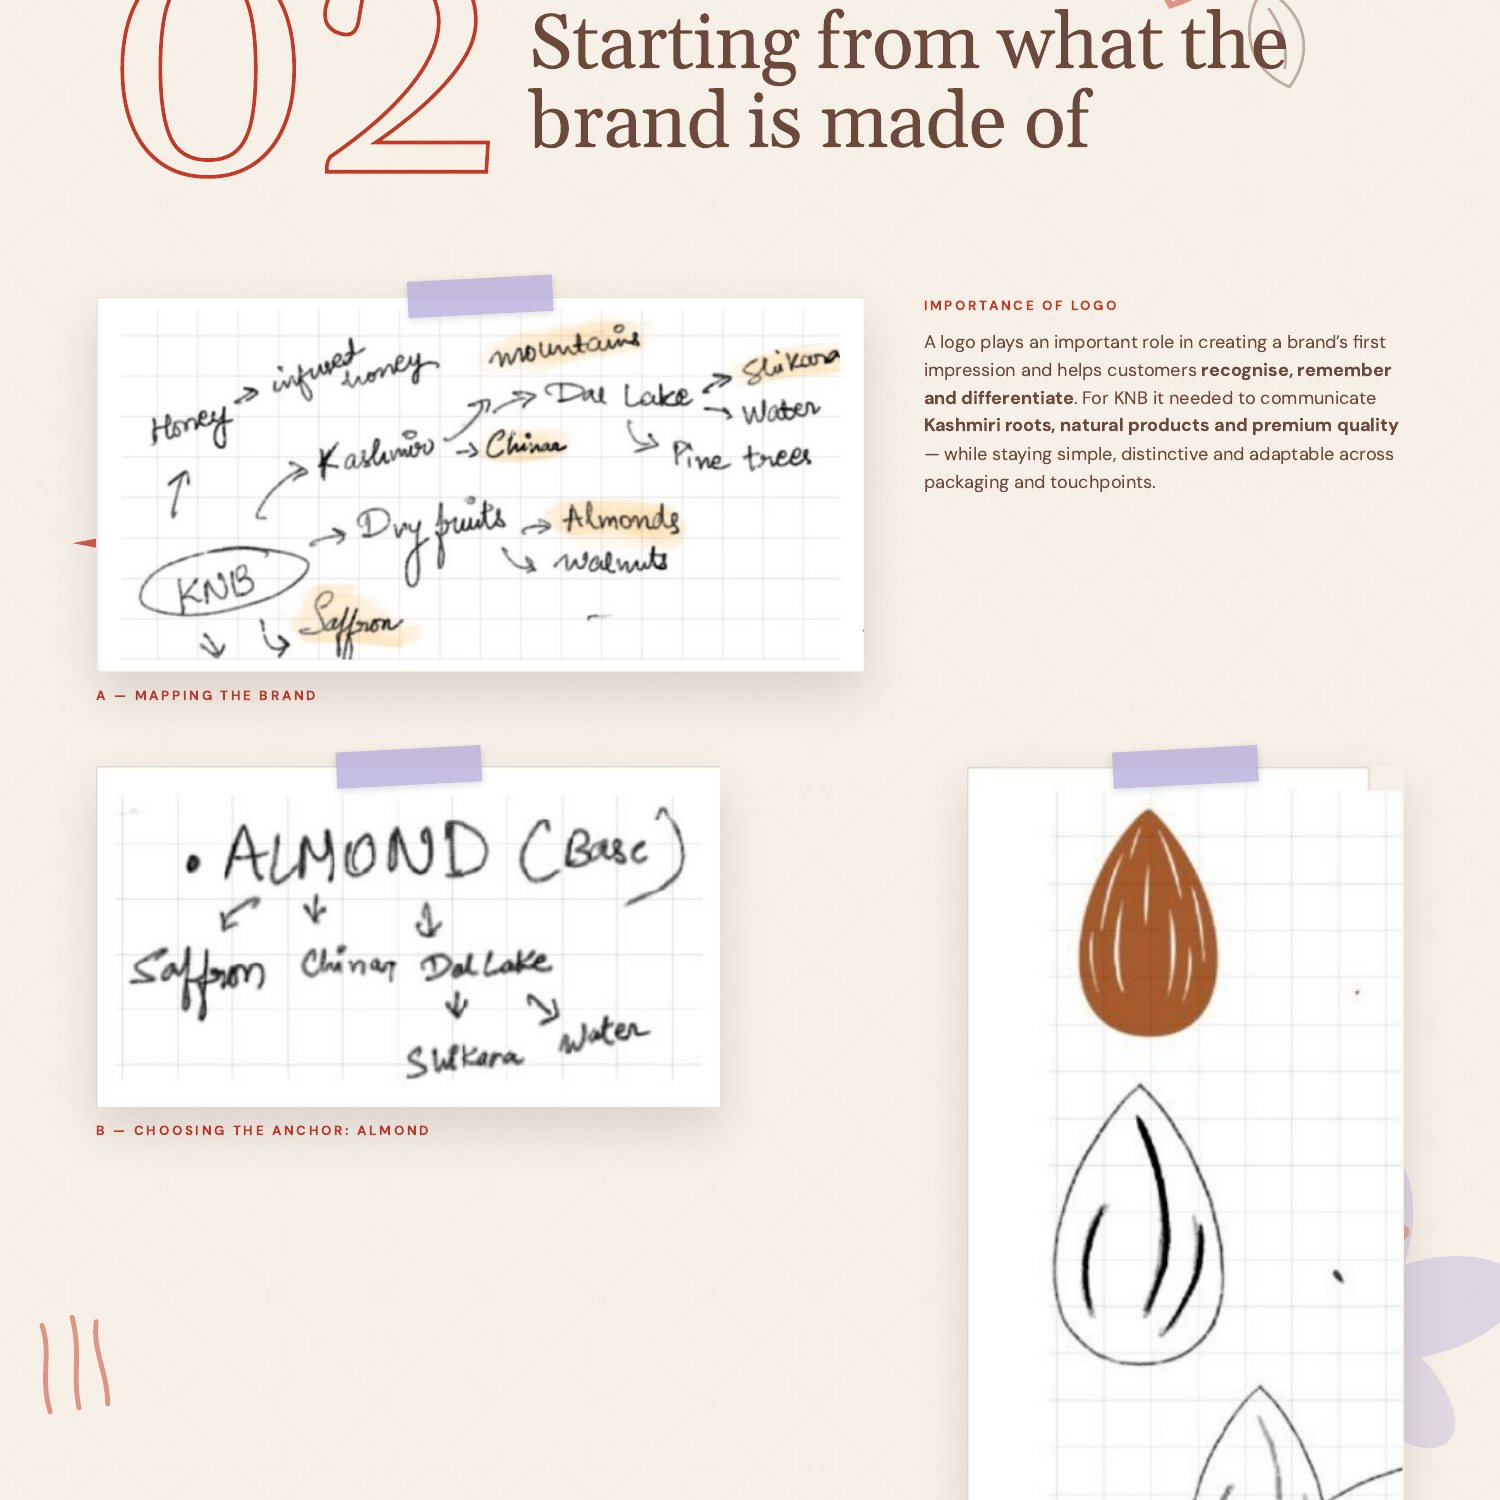 02
Starting from what the
brand is made of
IMPORTANCE OF LOGO
A logo plays an important role in creating a brand’s first
impression and helps customers recognise, remember
and differentiate. For KNB it needed to communicate
Kashmiri roots, natural products and premium quality
— while staying simple, distinctive and adaptable across
packaging and touchpoints.
Honey → infused honey
mountains
Kashmir → Dal Lake → Shikara
→ Water
→ Chinar
Pine trees
KNB → Dry fruits → Almonds
walnuts
Saffron
A — MAPPING THE BRAND
• ALMOND (Base)
Saffron Chinar Dal Lake
Shikara Water
B — CHOOSING THE ANCHOR: ALMOND